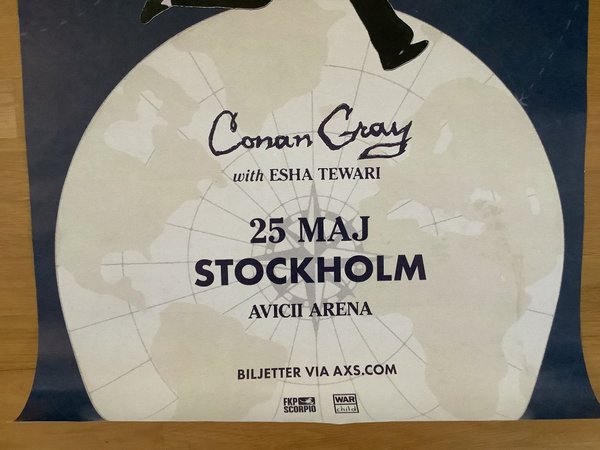 Conan Gray
with ESHA TEWARI
25 MAJ
STOCKHOLM
AVICII ARENA
BILJETTER VIA AXS.COM
FKP SCORPIO
WAR child